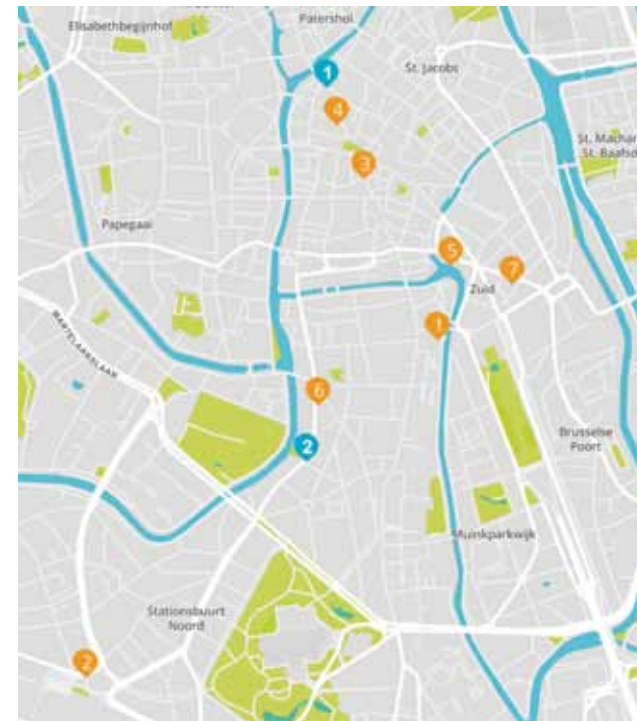 Patershol
Elisabethbegijnhof
1
St. Jacobs
4
St. Machar
St. Baafsd
3
Papegaai
5
7
Zuid
1
MARTELAARSLAAN
6
2
Brusselse
Poort
Muinkparkwijk
Stationsbuurt
Noord
2